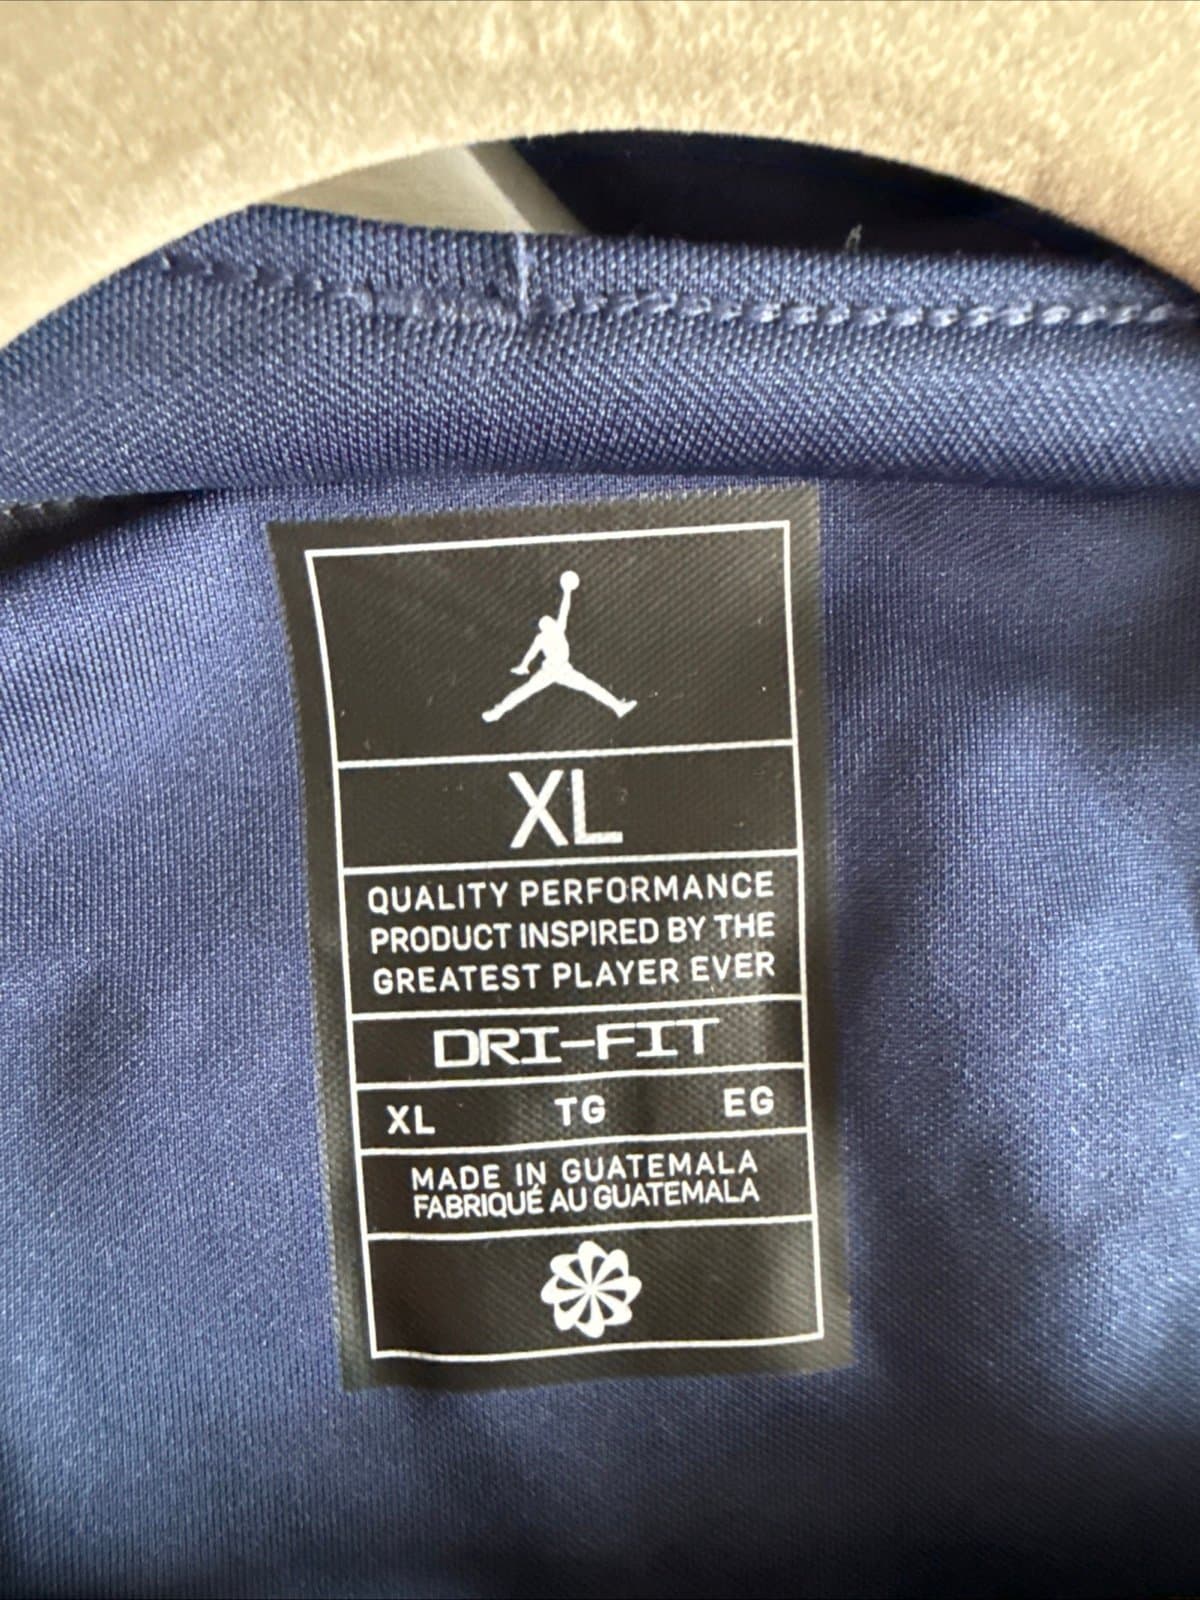 XL
QUALITY PERFORMANCE
PRODUCT INSPIRED BY THE
GREATEST PLAYER EVER
DRI-FIT
XL TG EG
MADE IN GUATEMALA
FABRIQUÉ AU GUATEMALA